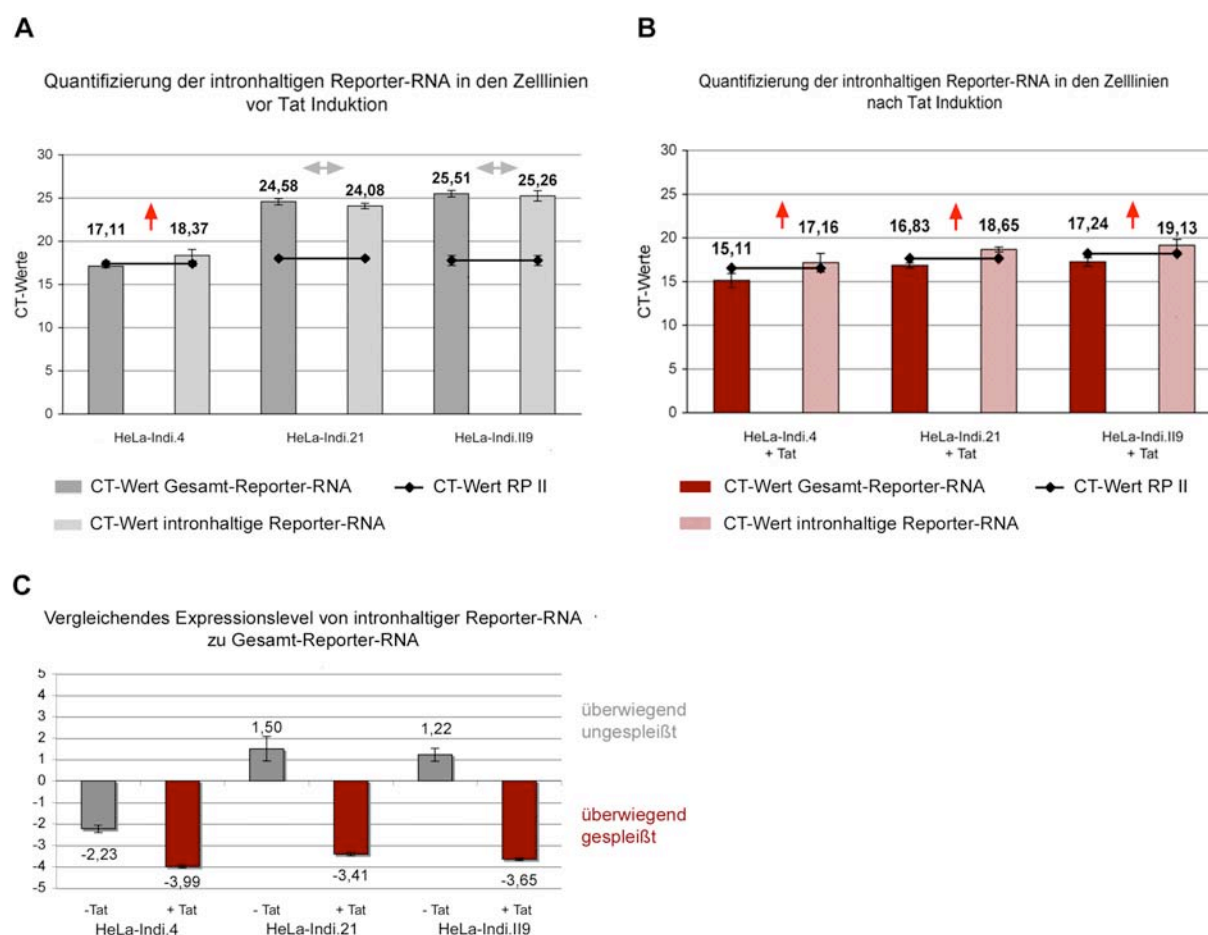 A
Quantifizierung der intronhaltigen Reporter-RNA in den Zelllinien
vor Tat Induktion
CT-Werte
30
25
20
15
10
5
0
17,11
18,37
24,58
24,08
25,51
25,26
HeLa-Indi.4
HeLa-Indi.21
HeLa-Indi.II9
CT-Wert Gesamt-Reporter-RNA
CT-Wert RP II
CT-Wert intronhaltige Reporter-RNA
B
Quantifizierung der intronhaltigen Reporter-RNA in den Zelllinien
nach Tat Induktion
CT-Werte
30
25
20
15
10
5
0
15,11
17,16
16,83
18,65
17,24
19,13
HeLa-Indi.4
+ Tat
HeLa-Indi.21
+ Tat
HeLa-Indi.II9
+ Tat
CT-Wert Gesamt-Reporter-RNA
CT-Wert RP II
CT-Wert intronhaltige Reporter-RNA
C
Vergleichendes Expressionslevel von intronhaltiger Reporter-RNA
zu Gesamt-Reporter-RNA
5
4
3
2
1
0
-1
-2
-3
-4
-5
-2,23
-3,99
1,50
-3,41
1,22
-3,65
überwiegend
ungespleißt
überwiegend
gespleißt
-Tat
+ Tat
- Tat
+ Tat
- Tat
+ Tat
HeLa-Indi.4
HeLa-Indi.21
HeLa-Indi.II9